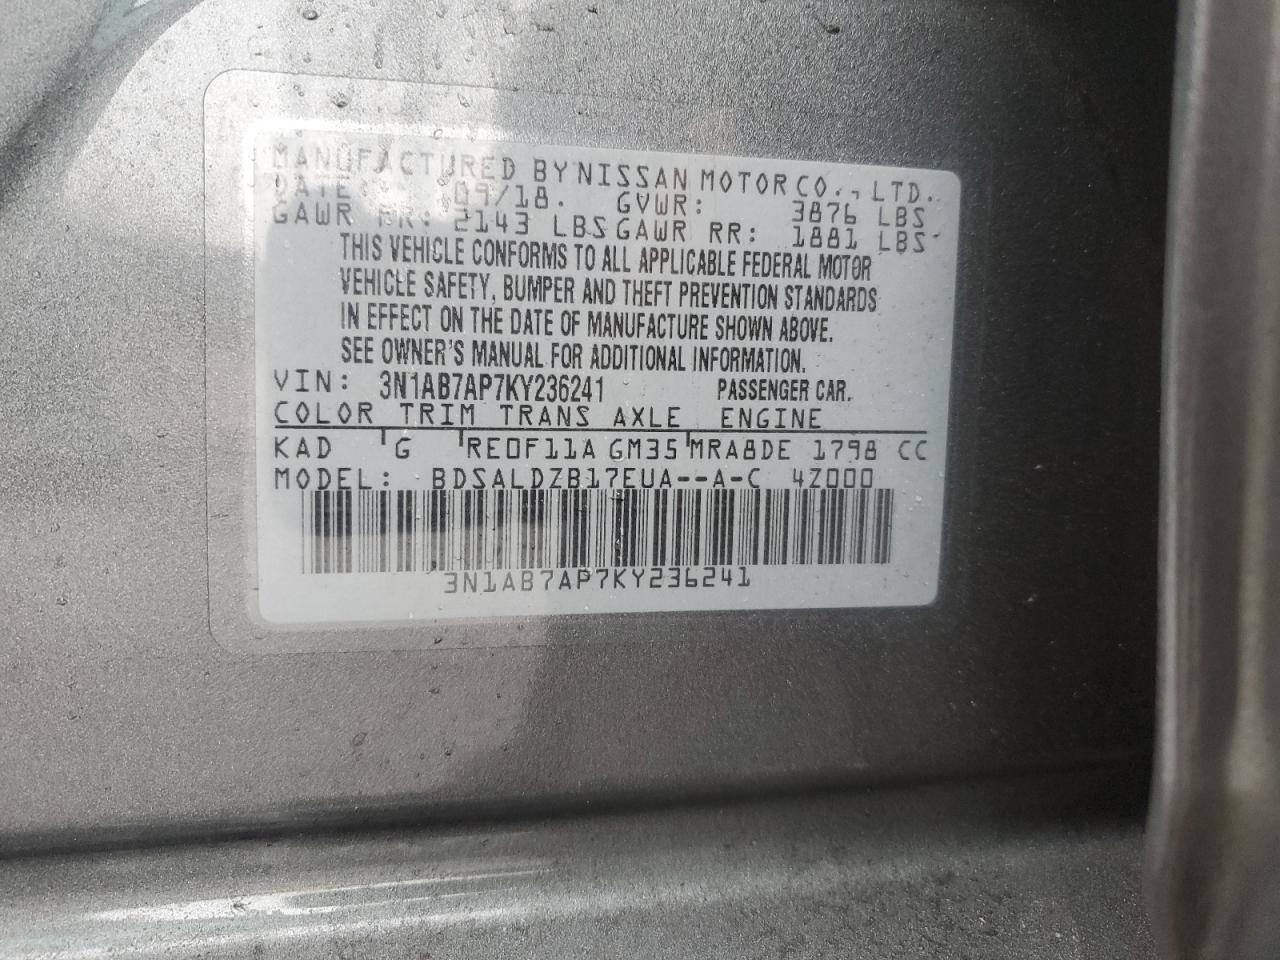 MANUFACTURED BY NISSAN MOTOR CO., LTD.
DATE: 09/18. GVWR: 3876 LBS
GAWR FR: 2143 LBS GAWR RR: 1881 LBS
THIS VEHICLE CONFORMS TO ALL APPLICABLE FEDERAL MOTOR
VEHICLE SAFETY, BUMPER AND THEFT PREVENTION STANDARDS
IN EFFECT ON THE DATE OF MANUFACTURE SHOWN ABOVE.
SEE OWNER'S MANUAL FOR ADDITIONAL INFORMATION.
VIN: 3N1AB7AP7KY236241 PASSENGER CAR.
COLOR TRIM TRANS AXLE ENGINE
KAD G RE0F11A GM35 MRA8DE 1798 CC
MODEL: BDSALDZB17EUA--A-C 4Z000
3N1AB7AP7KY236241